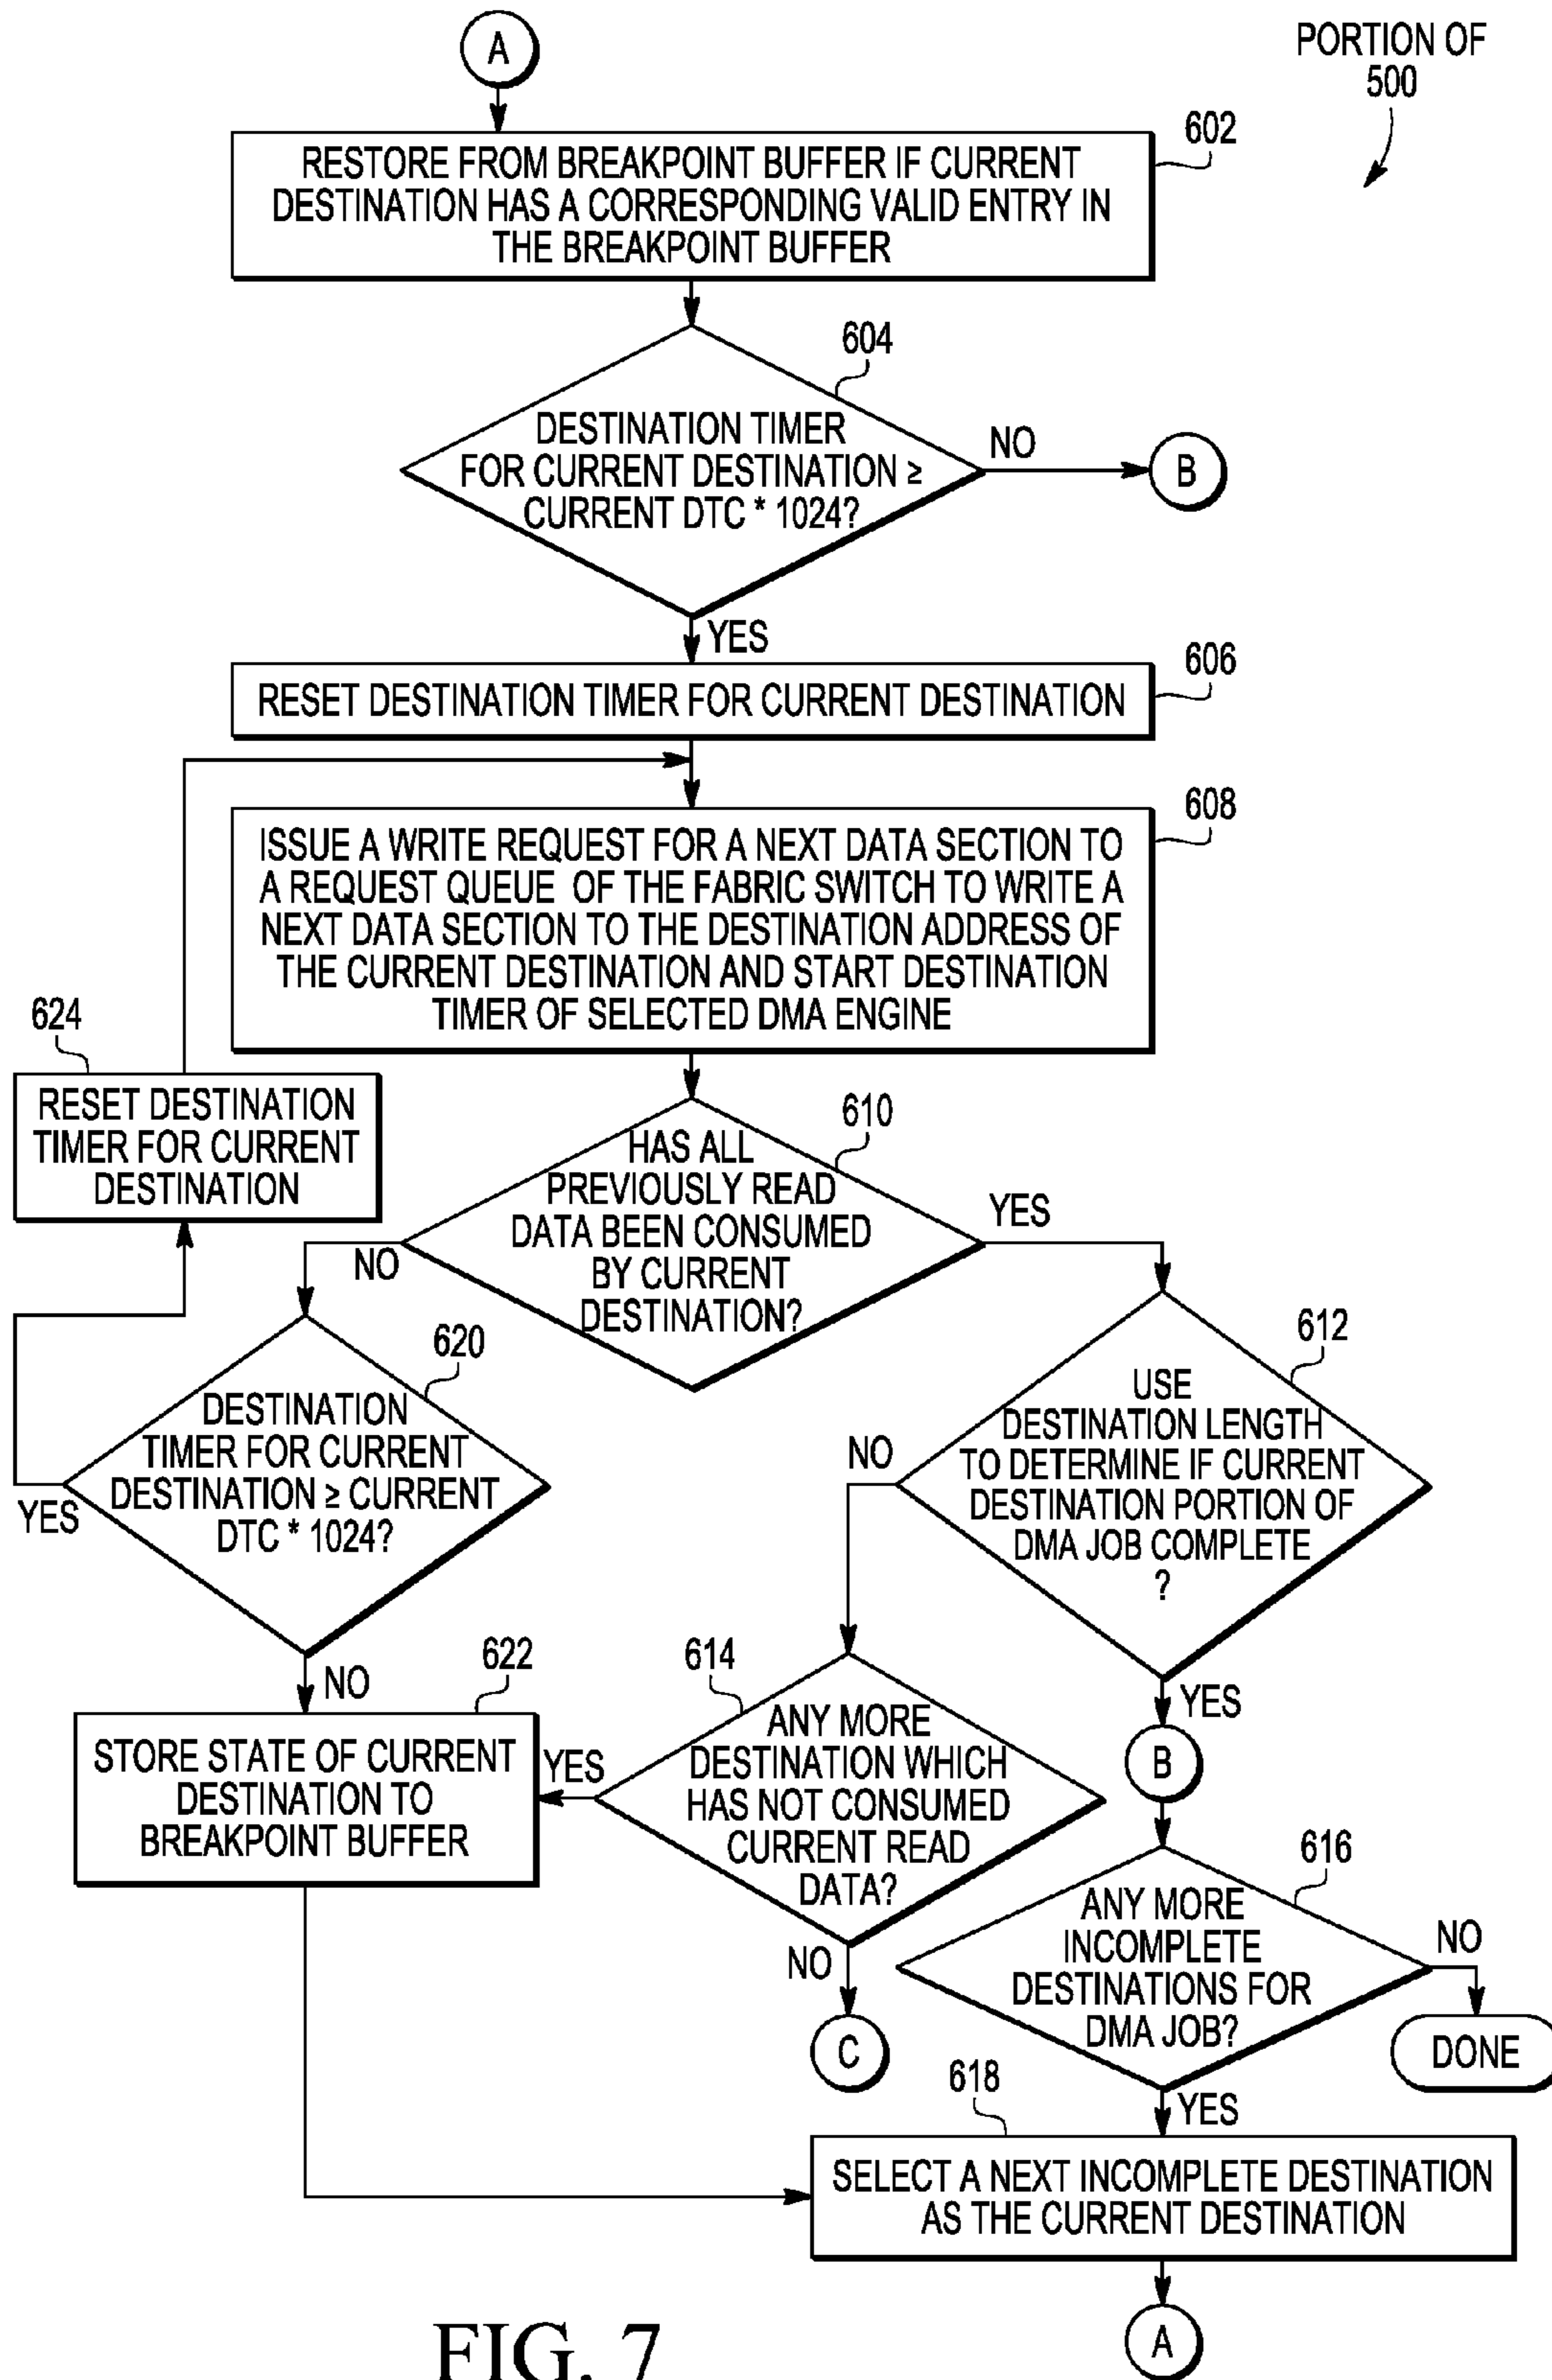 A
PORTION OF
500
602
RESTORE FROM BREAKPOINT BUFFER IF CURRENT
DESTINATION HAS A CORRESPONDING VALID ENTRY IN
THE BREAKPOINT BUFFER
604
DESTINATION TIMER
FOR CURRENT DESTINATION ≥
CURRENT DTC * 1024?
NO
B
YES
606
RESET DESTINATION TIMER FOR CURRENT DESTINATION
608
ISSUE A WRITE REQUEST FOR A NEXT DATA SECTION TO
A REQUEST QUEUE OF THE FABRIC SWITCH TO WRITE A
NEXT DATA SECTION TO THE DESTINATION ADDRESS OF
THE CURRENT DESTINATION AND START DESTINATION
TIMER OF SELECTED DMA ENGINE
624
RESET DESTINATION
TIMER FOR CURRENT
DESTINATION
610
HAS ALL
PREVIOUSLY READ
DATA BEEN CONSUMED
BY CURRENT
DESTINATION?
YES
NO
620
DESTINATION
TIMER FOR CURRENT
DESTINATION ≥ CURRENT
DTC * 1024?
YES
NO
612
USE
DESTINATION LENGTH
TO DETERMINE IF CURRENT
DESTINATION PORTION OF
DMA JOB COMPLETE
?
NO
YES
622
STORE STATE OF CURRENT
DESTINATION TO
BREAKPOINT BUFFER
614
ANY MORE
DESTINATION WHICH
HAS NOT CONSUMED
CURRENT READ
DATA?
YES
NO
C
B
616
ANY MORE
INCOMPLETE
DESTINATIONS FOR
DMA JOB?
NO
DONE
YES
618
SELECT A NEXT INCOMPLETE DESTINATION
AS THE CURRENT DESTINATION
A
FIG. 7